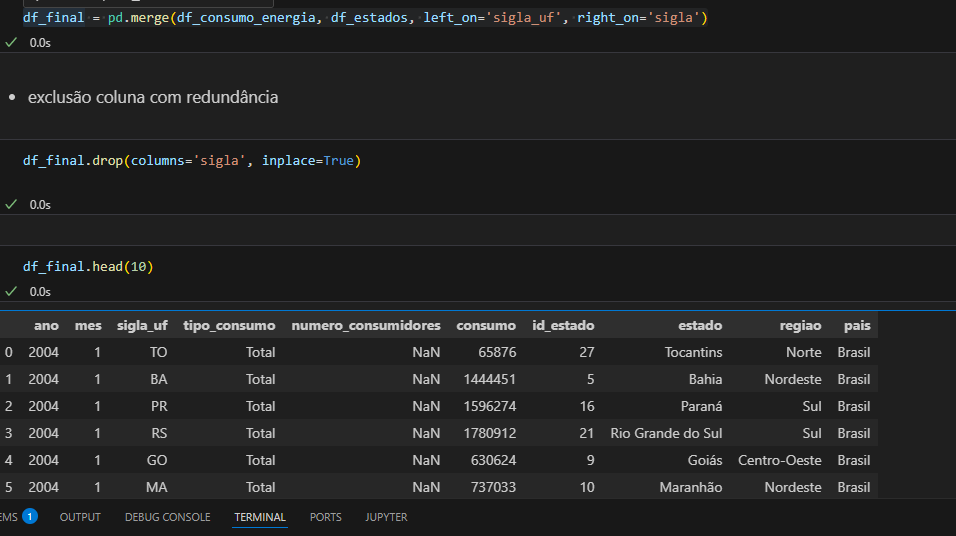 df_final = pd.merge(df_consumo_energia, df_estados, left_on='sigla_uf', right_on='sigla')
0.0s
• exclusão coluna com redundância
df_final.drop(columns='sigla', inplace=True)
0.0s
df_final.head(10)
0.0s
ano mes sigla_uf tipo_consumo numero_consumidores consumo id_estado estado regiao pais
0 2004 1 TO Total NaN 65876 27 Tocantins Norte Brasil
1 2004 1 BA Total NaN 1444451 5 Bahia Nordeste Brasil
2 2004 1 PR Total NaN 1596274 16 Paraná Sul Brasil
3 2004 1 RS Total NaN 1780912 21 Rio Grande do Sul Sul Brasil
4 2004 1 GO Total NaN 630624 9 Goiás Centro-Oeste Brasil
5 2004 1 MA Total NaN 737033 10 Maranhão Nordeste Brasil
EMS 1 OUTPUT DEBUG CONSOLE TERMINAL PORTS JUPYTER